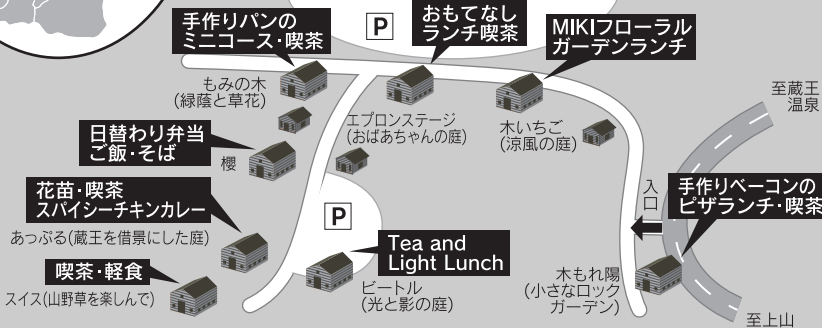 手作りパンの
ミニコース・喫茶
P
おもてなし
ランチ喫茶
MIKIフローラル
ガーデンランチ
もみの木
(緑蔭と草花)
エプロンステージ
(おばあちゃんの庭)
木いちご
(涼風の庭)
至蔵王
温泉
日替わり弁当
ご飯・そば
櫻
花苗・喫茶
スパイシーチキンカレー
あっぷる(蔵王を借景にした庭)
P
入口
手作りベーコンの
ピザランチ・喫茶
喫茶・軽食
スイス(山野草を楽しんで)
Tea and
Light Lunch
ビートル
(光と影の庭)
木もれ陽
(小さなロック
ガーデン)
至上山